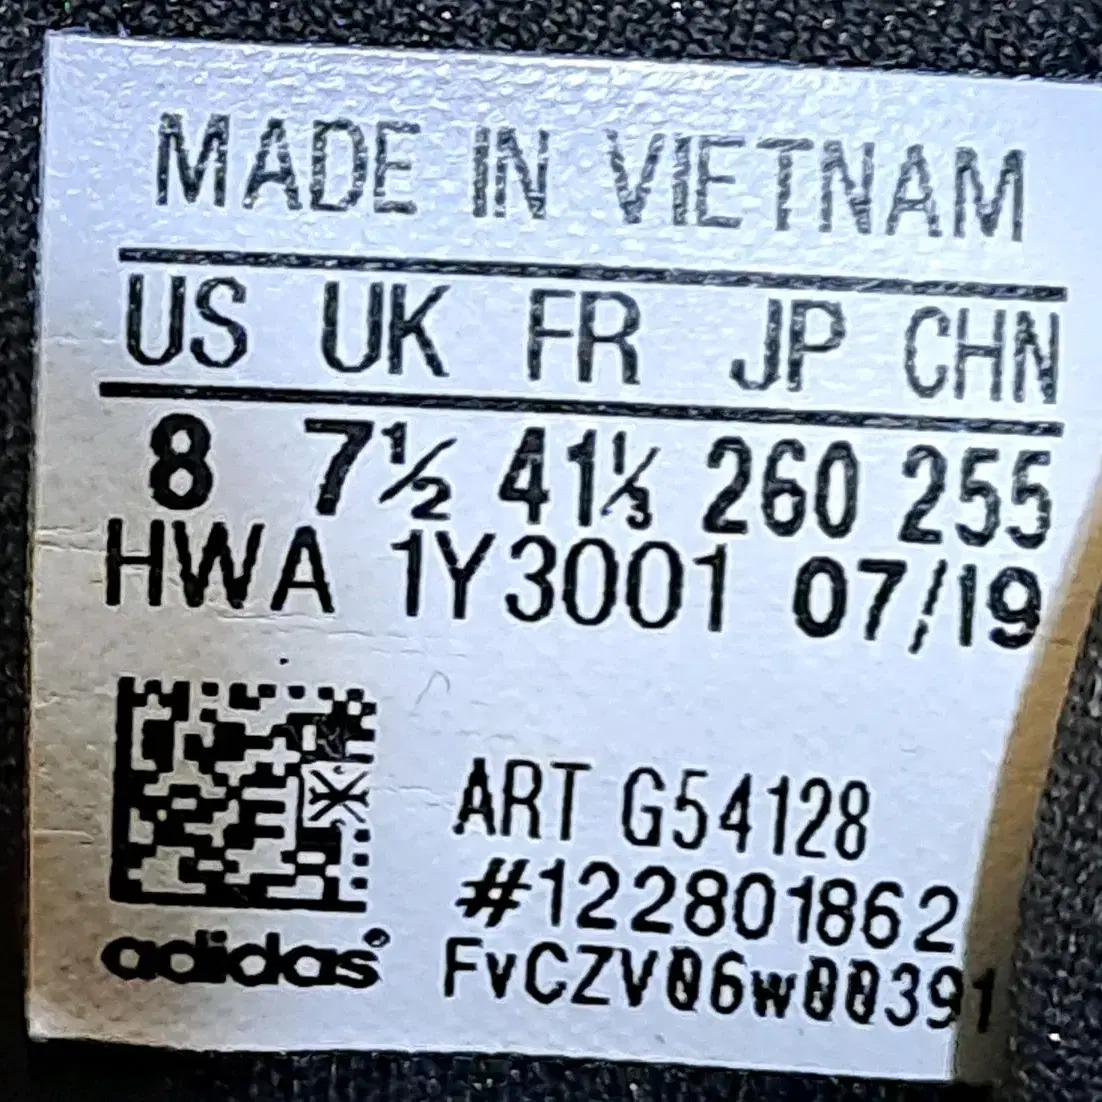 MADE IN VIETNAM
US UK FR JP CHN
8 7½ 41⅓ 260 255
HWA 1Y3001 07/19
ART G54128
#122801862
adidas® FvCZV06w00391